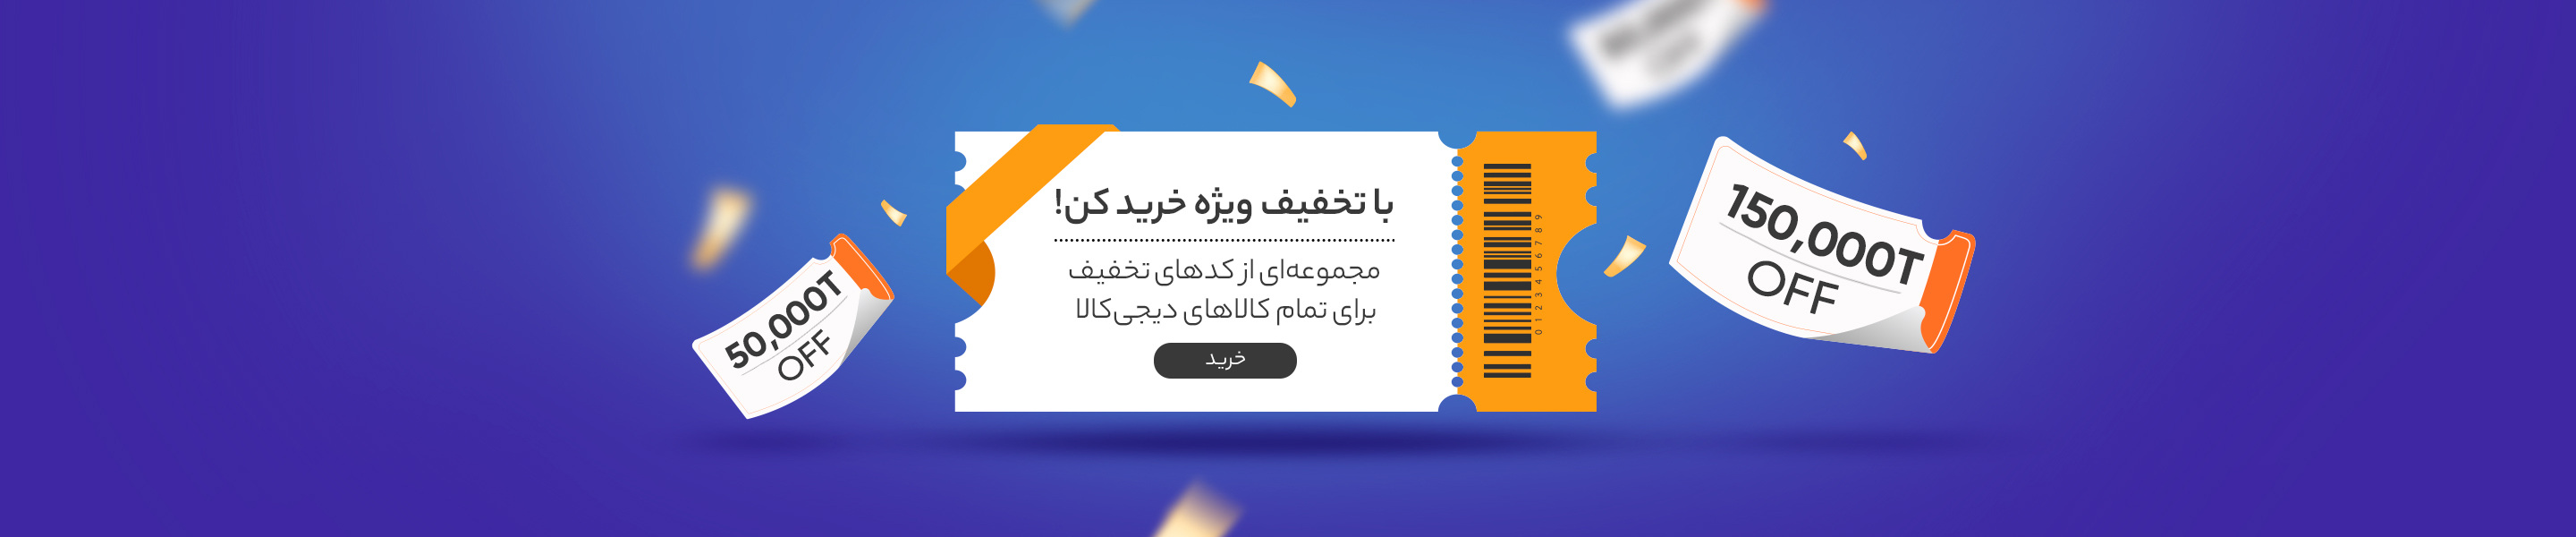 با تخفیف ویژه خرید کن!
مجموعه‌ای از کدهای تخفیف
برای تمام کالاهای دیجی‌کالا
خرید
0123456789
150,000T
OFF
50,000T
OFF